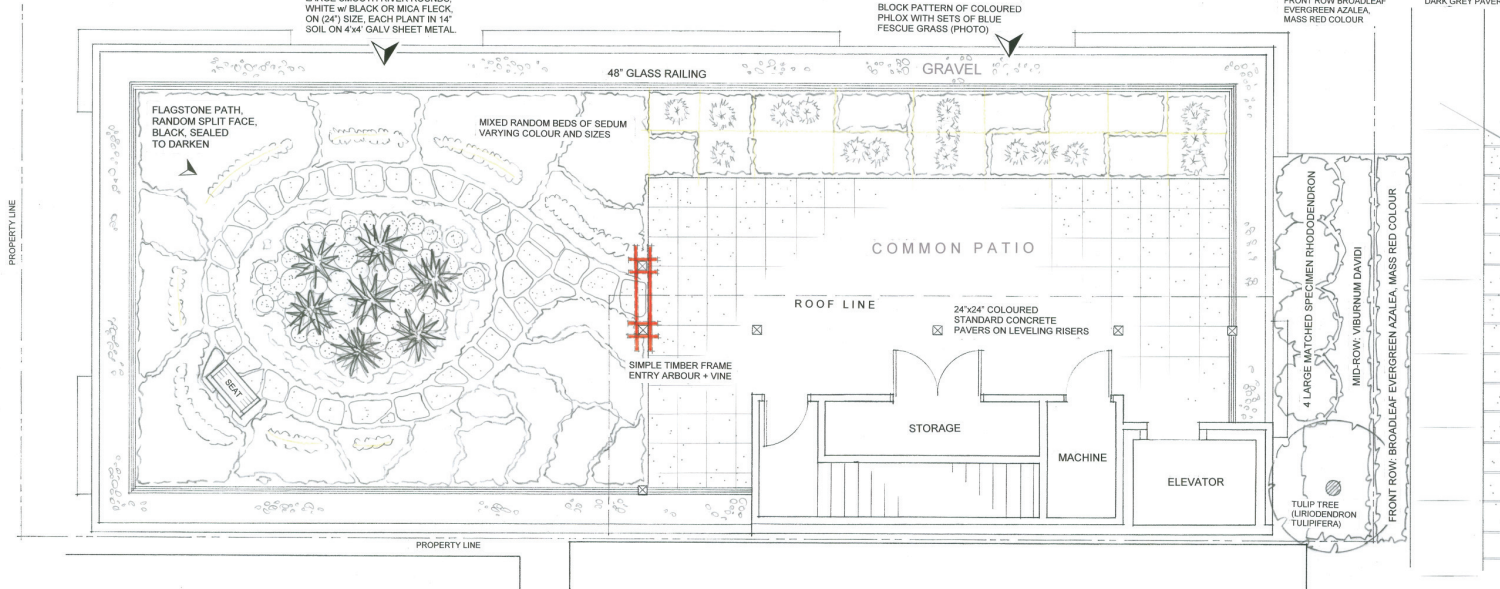 LARGE SMOOTH RIVER ROUNDS,
WHITE w/ BLACK OR MICA FLECK,
ON (24") SIZE, EACH PLANT IN 14"
SOIL ON 4'x4' GALV SHEET METAL.
BLOCK PATTERN OF COLOURED
PHLOX WITH SETS OF BLUE
FESCUE GRASS (PHOTO)
FRONT ROW BROADLEAF
EVERGREEN AZALEA,
MASS RED COLOUR
DARK GREY PAVER
48" GLASS RAILING
GRAVEL
FLAGSTONE PATH,
RANDOM SPLIT FACE,
BLACK, SEALED
TO DARKEN
MIXED RANDOM BEDS OF SEDUM
VARYING COLOUR AND SIZES
PROPERTY LINE
COMMON PATIO
ROOF LINE
24"x24" COLOURED
STANDARD CONCRETE
PAVERS ON LEVELING RISERS
SIMPLE TIMBER FRAME
ENTRY ARBOUR + VINE
SEAT
STORAGE
MACHINE
ELEVATOR
4 LARGE MATCHED SPECIMEN RHODODENDRON
MID-ROW: VIBURNUM DAVIDI
FRONT ROW: BROADLEAF EVERGREEN AZALEA, MASS RED COLOUR
TULIP TREE
(LIRIODENDRON
TULIPIFERA)
PROPERTY LINE